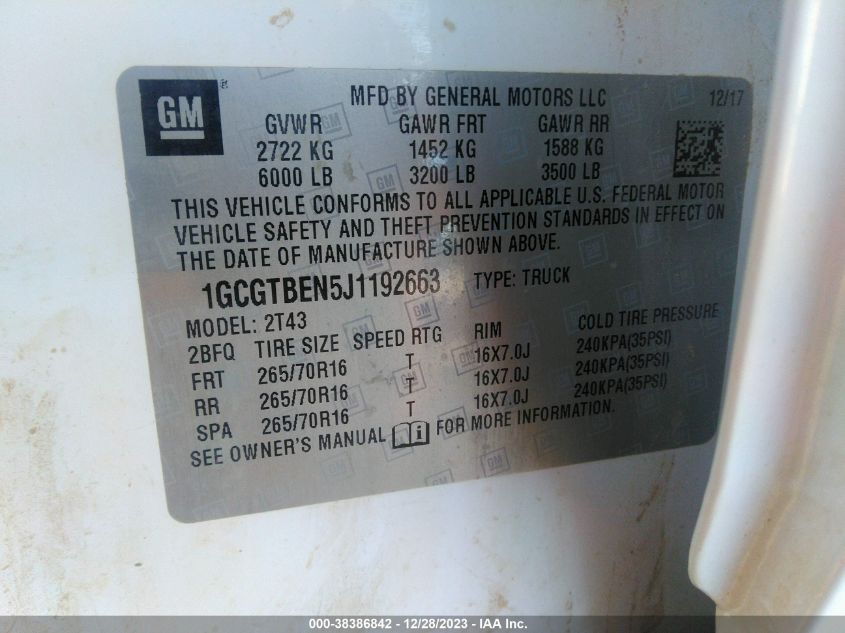 GM
MFD BY GENERAL MOTORS LLC 12/17
GVWR GAWR FRT GAWR RR
2722 KG 1452 KG 1588 KG
6000 LB 3200 LB 3500 LB
THIS VEHICLE CONFORMS TO ALL APPLICABLE U.S. FEDERAL MOTOR
VEHICLE SAFETY AND THEFT PREVENTION STANDARDS IN EFFECT ON
THE DATE OF MANUFACTURE SHOWN ABOVE.
1GCGTBEN5J1192663 TYPE: TRUCK
MODEL: 2T43
2BFQ TIRE SIZE SPEED RTG RIM COLD TIRE PRESSURE
FRT 265/70R16 T 16X7.0J 240KPA(35PSI)
RR 265/70R16 T 16X7.0J 240KPA(35PSI)
SPA 265/70R16 T 16X7.0J 240KPA(35PSI)
SEE OWNER'S MANUAL FOR MORE INFORMATION.
000-38386842 - 12/28/2023 - IAA Inc.